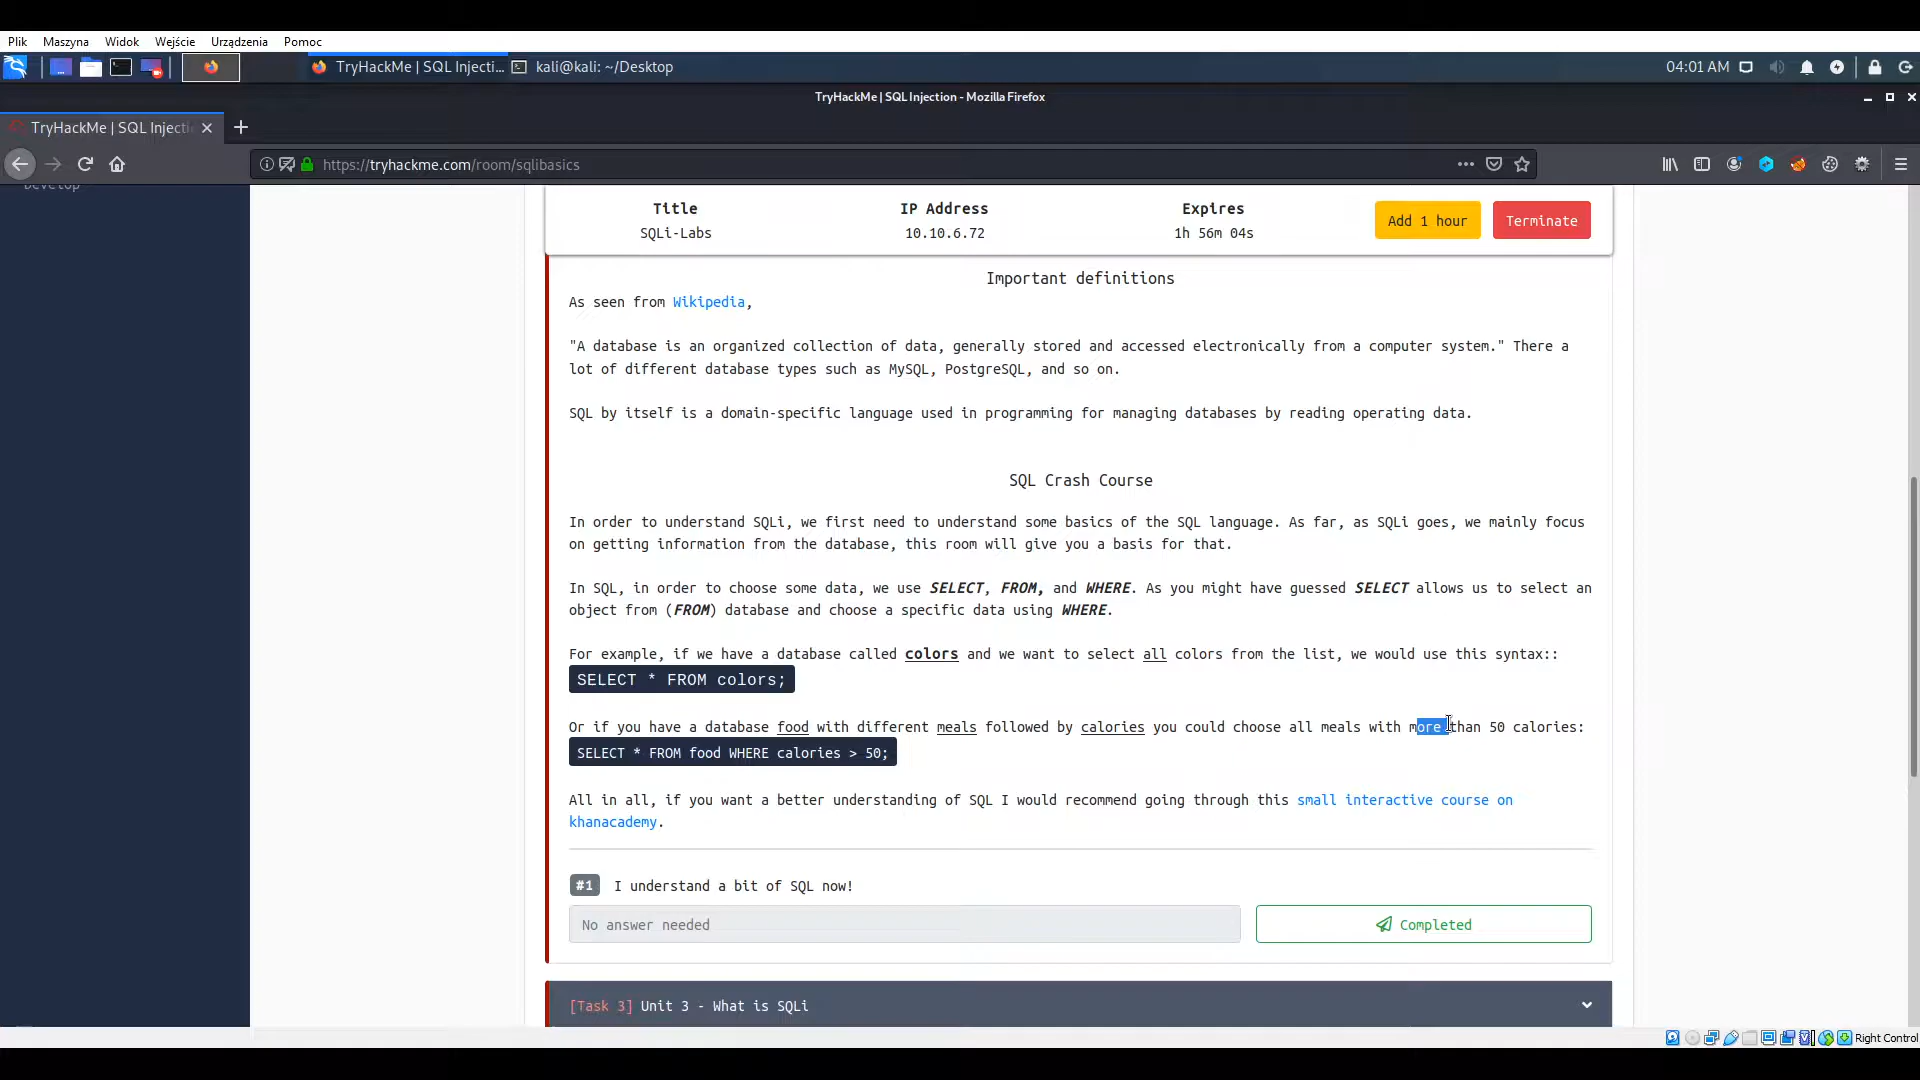 Plik Maszyna Widok Wejście Urządzenia Pomoc
TryHackMe | SQL Injecti... kali@kali: ~/Desktop 04:01 AM
TryHackMe | SQL Injection - Mozilla Firefox
TryHackMe | SQL Injecti
https://tryhackme.com/room/sqlibasics
Develop
Title IP Address Expires
SQLi-Labs 10.10.6.72 1h 56m 04s
Add 1 hour Terminate
Important definitions
As seen from Wikipedia,
"A database is an organized collection of data, generally stored and accessed electronically from a computer system." There a
lot of different database types such as MySQL, PostgreSQL, and so on.
SQL by itself is a domain-specific language used in programming for managing databases by reading operating data.
SQL Crash Course
In order to understand SQLi, we first need to understand some basics of the SQL language. As far, as SQLi goes, we mainly focus
on getting information from the database, this room will give you a basis for that.
In SQL, in order to choose some data, we use SELECT, FROM, and WHERE. As you might have guessed SELECT allows us to select an
object from (FROM) database and choose a specific data using WHERE.
For example, if we have a database called colors and we want to select all colors from the list, we would use this syntax::
SELECT * FROM colors;
Or if you have a database food with different meals followed by calories you could choose all meals with more than 50 calories:
SELECT * FROM food WHERE calories > 50;
All in all, if you want a better understanding of SQL I would recommend going through this small interactive course on
khanacademy.
#1 I understand a bit of SQL now!
No answer needed Completed
[Task 3] Unit 3 - What is SQLi
Right Control